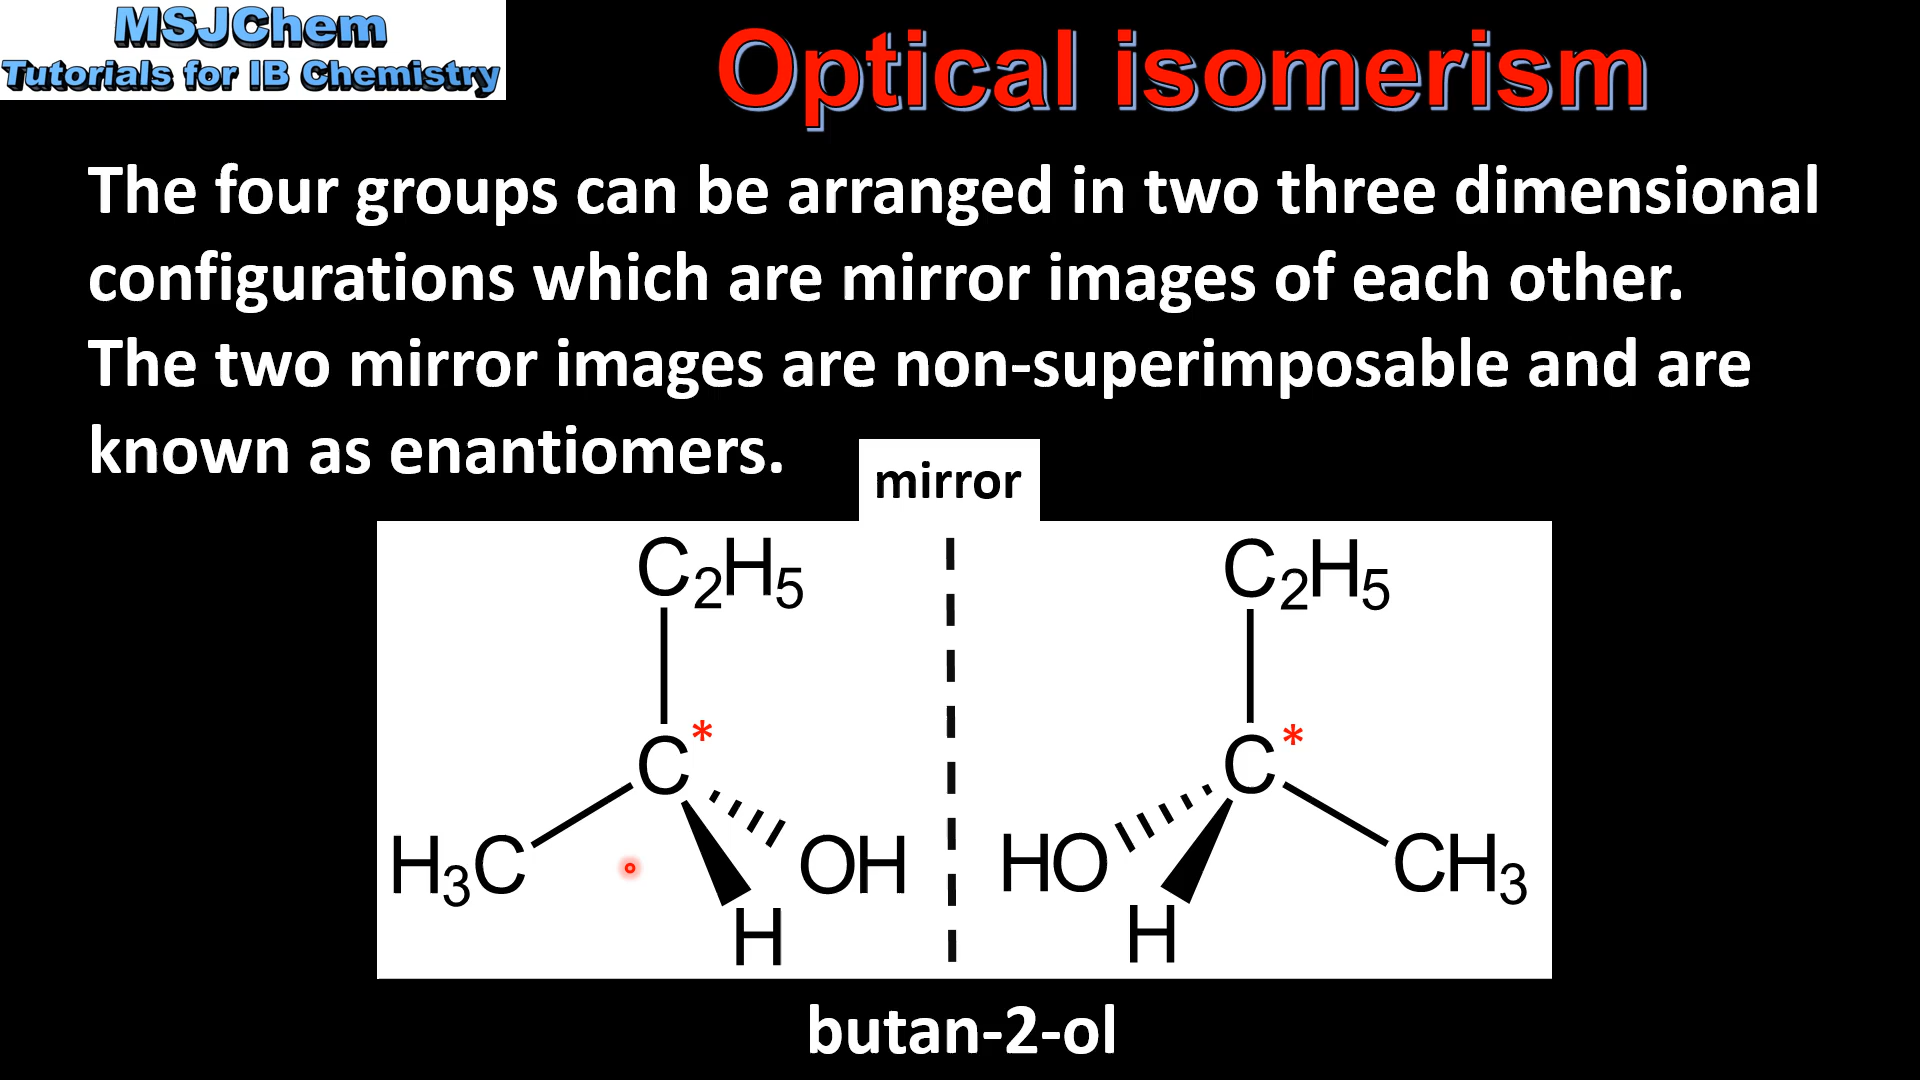 MSJChem
Tutorials for IB Chemistry
Optical isomerism
The four groups can be arranged in two three dimensional
configurations which are mirror images of each other.
The two mirror images are non-superimposable and are
known as enantiomers.
mirror
C2H5 C2H5
C* C*
H3C OH HO CH3
H H
butan-2-ol